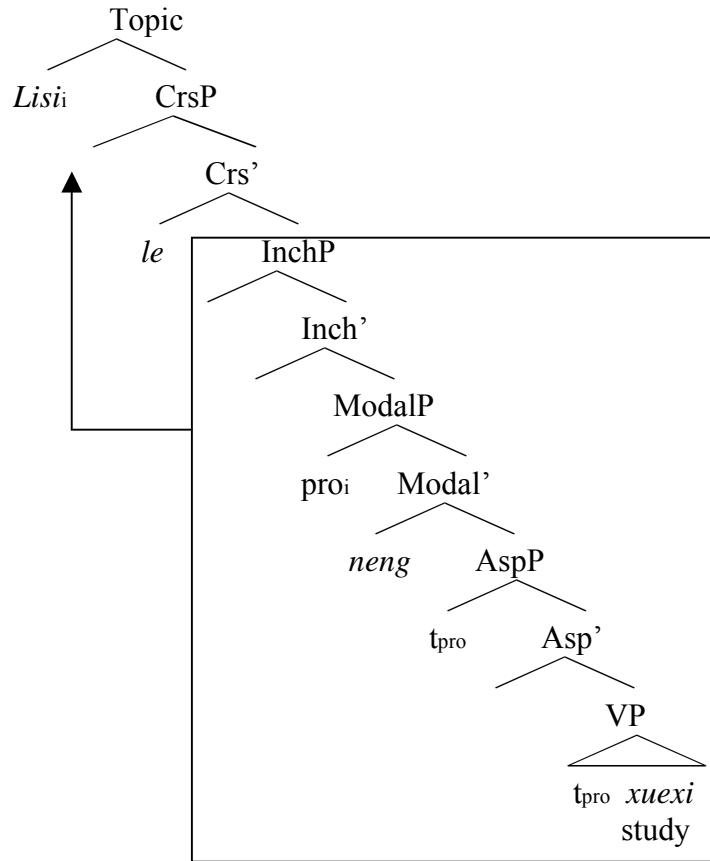 Topic
Lisii CrsP
Crs’
le InchP
Inch’
ModalP
proi Modal’
neng AspP
tpro Asp’
VP
tpro xuexi
study